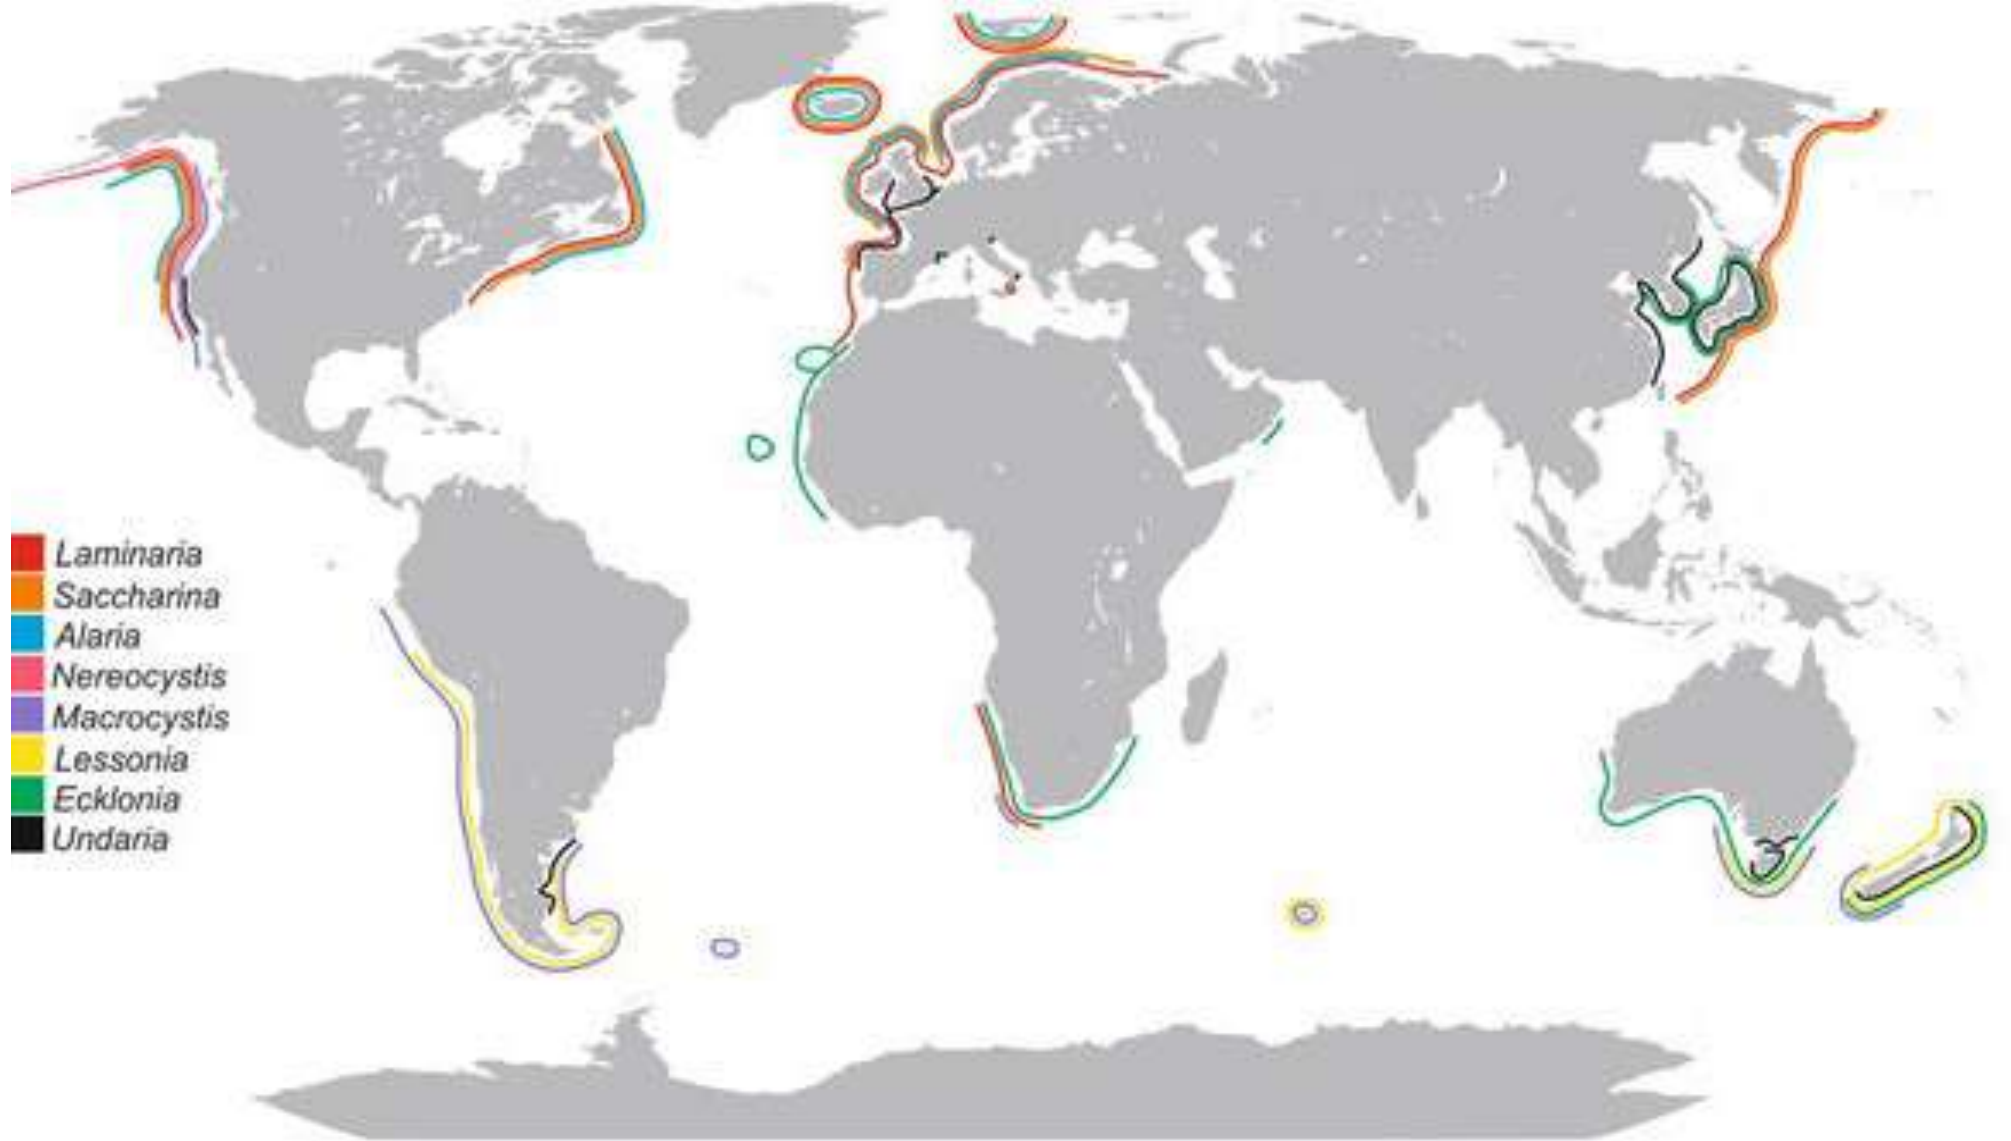 Laminaria
Saccharina
Alaria
Nereocystis
Macrocystis
Lessonia
Ecklonia
Undaria